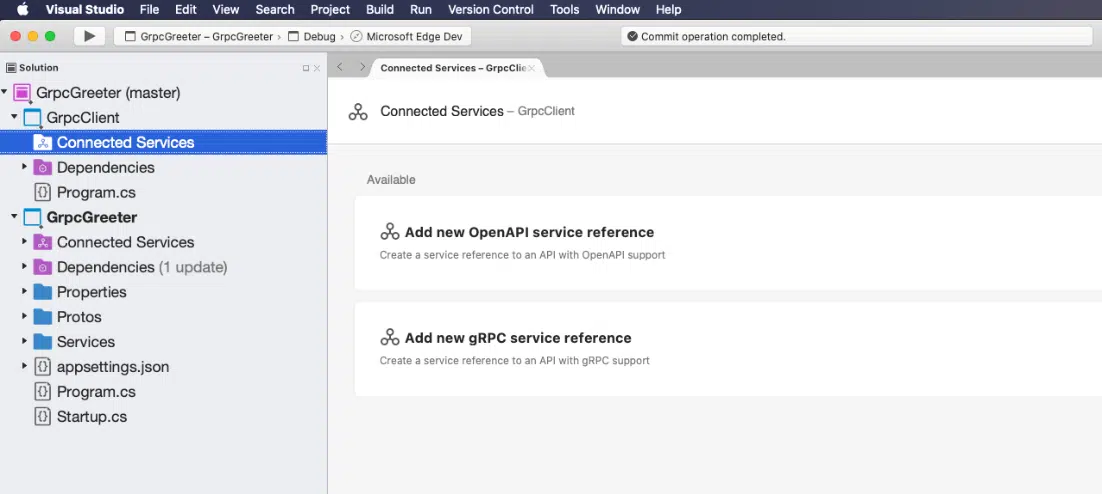 Visual Studio File Edit View Search Project Build Run Version Control Tools Window Help
GrpcGreeter – GrpcGreeter › Debug › Microsoft Edge Dev
Commit operation completed.
Solution
Connected Services – GrpcClie
GrpcGreeter (master)
GrpcClient
Connected Services
Dependencies
Program.cs
GrpcGreeter
Connected Services
Dependencies (1 update)
Properties
Protos
Services
appsettings.json
Program.cs
Startup.cs
Connected Services – GrpcClient
Available
Add new OpenAPI service reference
Create a service reference to an API with OpenAPI support
Add new gRPC service reference
Create a service reference to an API with gRPC support